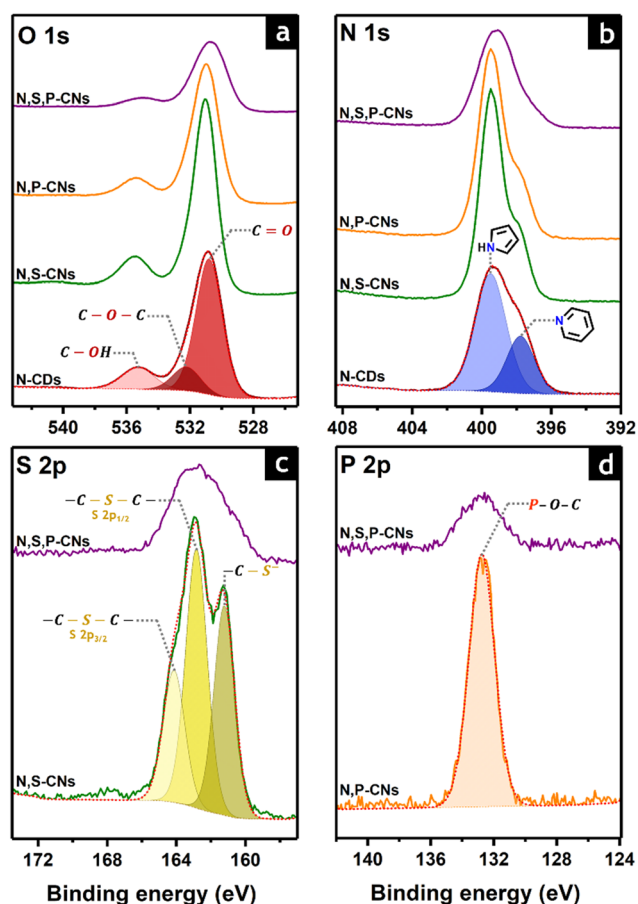 O 1s
a
N,S,P-CNs
N,P-CNs
C = O
N,S-CNs
C – O – C
C – OH
N-CDs
540 536 532 528
N 1s
b
N,S,P-CNs
N,P-CNs
HN
N,S-CNs
N
N-CDs
408 404 400 396 392
S 2p
c
–C – S – C–
S 2p1/2
N,S,P-CNs
–C – S⁻
–C – S – C–
S 2p3/2
N,S-CNs
172 168 164 160
Binding energy (eV)
P 2p
d
P–O–C
N,S,P-CNs
N,P-CNs
140 136 132 128 124
Binding energy (eV)